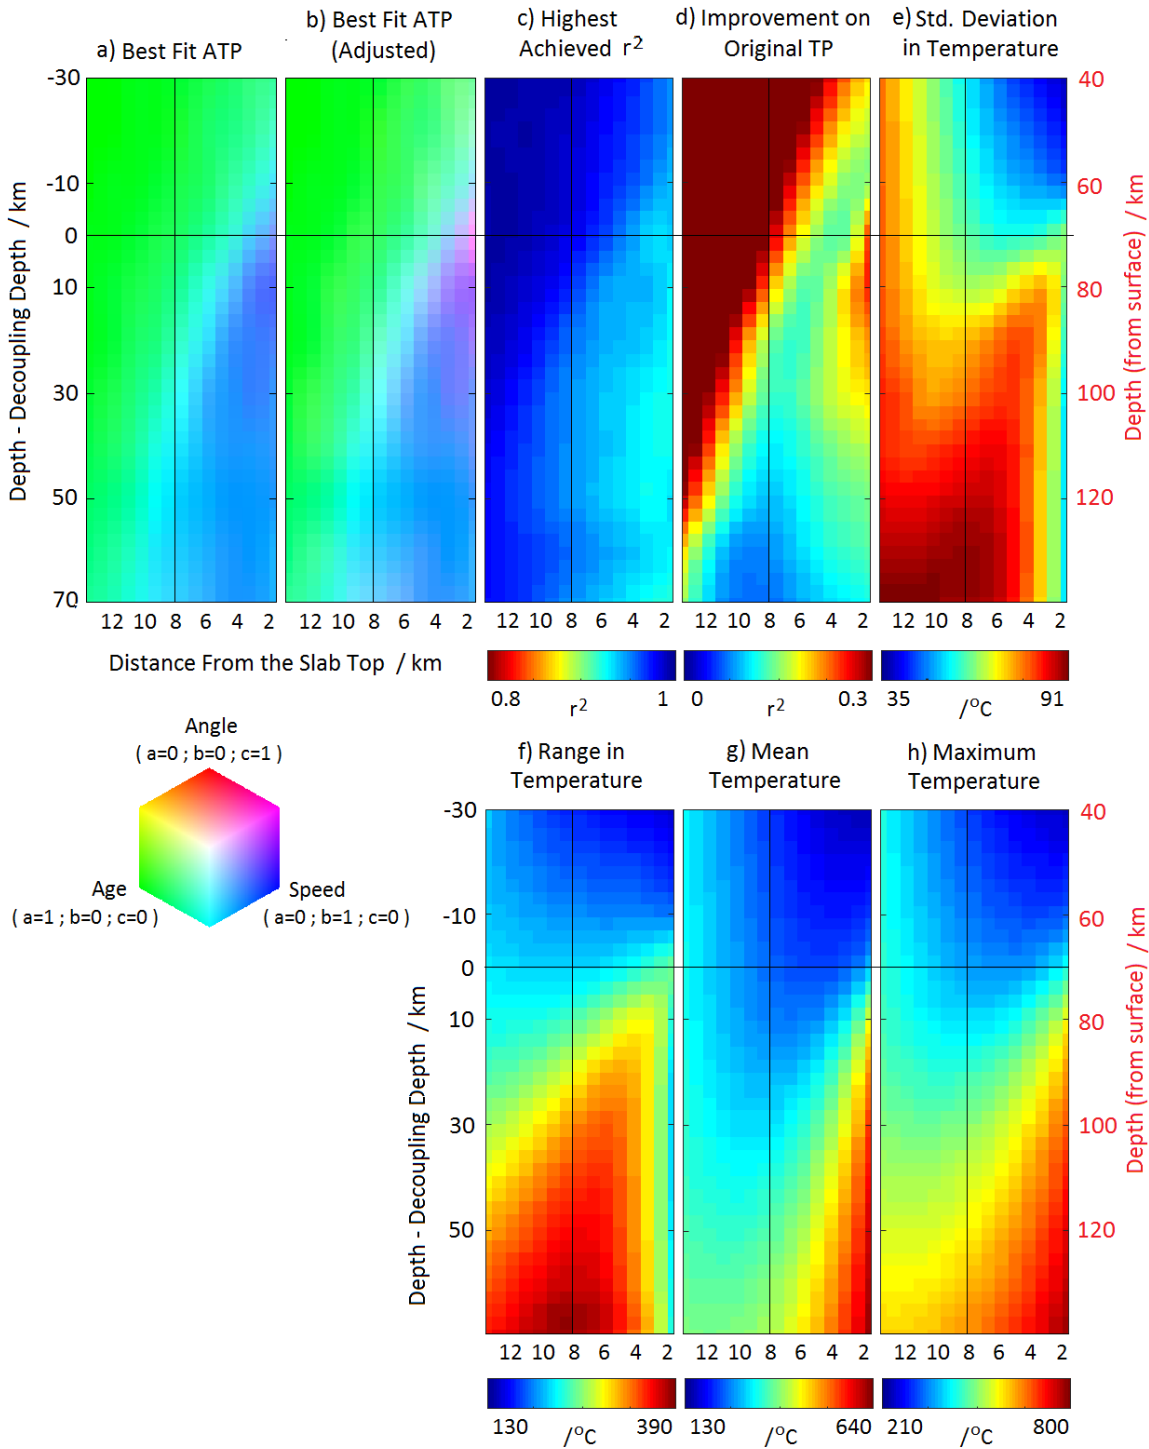 a) Best Fit ATP
b) Best Fit ATP
(Adjusted)
c) Highest
Achieved r2
d) Improvement on
Original TP
e) Std. Deviation
in Temperature
-30
-10
0
10
30
50
70
Depth - Decoupling Depth / km
40
60
80
100
120
Depth (from surface) / km
12 10 8 6 4 2
12 10 8 6 4 2
12 10 8 6 4 2
12 10 8 6 4 2
12 10 8 6 4 2
Distance From the Slab Top / km
0.8 r2 1
0 r2 0.3
35 /°C 91
Angle
( a=0 ; b=0 ; c=1 )
Age
( a=1 ; b=0 ; c=0 )
Speed
( a=0 ; b=1 ; c=0 )
f) Range in
Temperature
g) Mean
Temperature
h) Maximum
Temperature
-30
-10
0
10
30
50
Depth - Decoupling Depth / km
40
60
80
100
120
Depth (from surface) / km
12 10 8 6 4 2
12 10 8 6 4 2
12 10 8 6 4 2
130 /°C 390
130 /°C 640
210 /°C 800